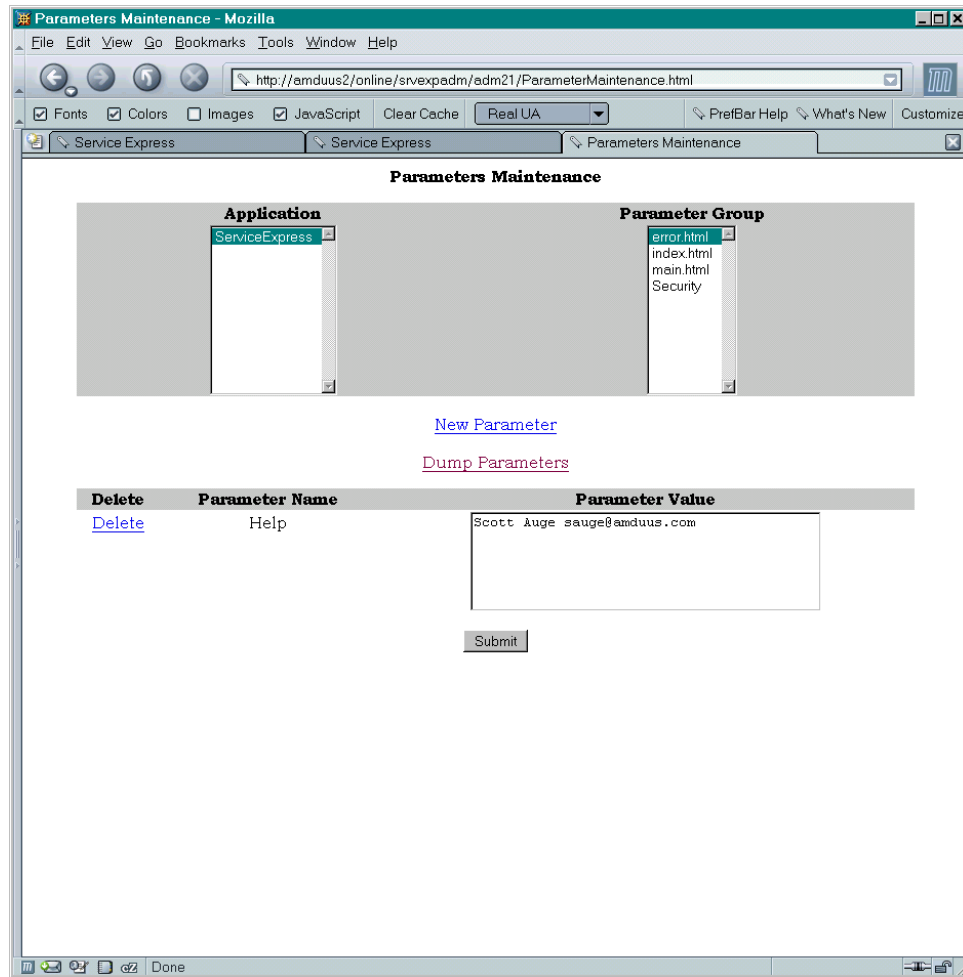 Parameters Maintenance - Mozilla
File Edit View Go Bookmarks Tools Window Help
http://amduus2/online/srvexpadm/adm21/ParameterMaintenance.html
Fonts Colors Images JavaScript Clear Cache Real UA PrefBar Help What's New Customize
Service Express Service Express Parameters Maintenance
Parameters Maintenance
Application Parameter Group
ServiceExpress error.html
index.html
main.html
Security
New Parameter
Dump Parameters
Delete Parameter Name Parameter Value
Delete Help Scott Auge sauge@amduus.com
Submit
Done